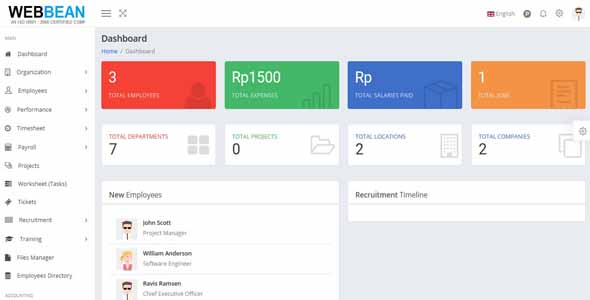 WEBBEAN
AN ISO 9001 : 2008 CERTIFIED CORP
English
MAIN
Dashboard
Organization
Employees
Performance
Timesheet
Payroll
Projects
Worksheet (Tasks)
Tickets
Recruitment
Training
Files Manager
Employees Directory
ACCOUNTING
Dashboard
Home / Dashboard
3
TOTAL EMPLOYEES
Rp1500
TOTAL EXPENSES
Rp
TOTAL SALARIES PAID
1
TOTAL JOBS
TOTAL DEPARTMENTS
7
TOTAL PROJECTS
0
TOTAL LOCATIONS
2
TOTAL COMPANIES
2
New Employees
John Scott
Project Manager
William Anderson
Software Engineer
Ravis Ramsen
Chief Executive Officer
Recruitment Timeline